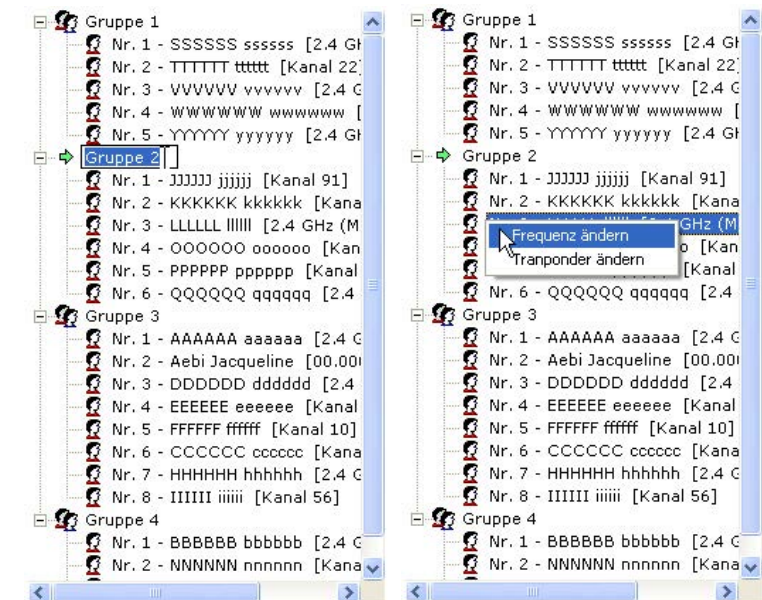 Gruppe 1
Nr. 1 - SSSSSS ssssss [2.4 GH
Nr. 2 - TTTTTT tttttt [Kanal 22]
Nr. 3 - VVVVVV vvvvvv [2.4 G
Nr. 4 - WWWWWW wwwwww [
Nr. 5 - YYYYYY yyyyyy [2.4 GH
Gruppe 2
Nr. 1 - JJJJJJ jjjjjj [Kanal 91]
Nr. 2 - KKKKKK kkkkkk [Kana
Nr. 3 - LLLLLL llllll [2.4 GHz (M
Nr. 4 - OOOOOO oooooo [Kan
Nr. 5 - PPPPPP pppppp [Kanal
Nr. 6 - QQQQQQ qqqqqq [2.4
Gruppe 3
Nr. 1 - AAAAAA aaaaaa [2.4 G
Nr. 2 - Aebi Jacqueline [00.00
Nr. 3 - DDDDDD dddddd [2.4
Nr. 4 - EEEEEE eeeeee [Kanal
Nr. 5 - FFFFFF ffffff [Kanal 10]
Nr. 6 - CCCCCC cccccc [Kana
Nr. 7 - HHHHHH hhhhhh [2.4 G
Nr. 8 - IIIIII iiiiii [Kanal 56]
Gruppe 4
Nr. 1 - BBBBBB bbbbbb [2.4 G
Nr. 2 - NNNNNN nnnnnn [Kana
Gruppe 1
Nr. 1 - SSSSSS ssssss [2.4 GH
Nr. 2 - TTTTTT tttttt [Kanal 22]
Nr. 3 - VVVVVV vvvvvv [2.4 G
Nr. 4 - WWWWWW wwwwww [
Nr. 5 - YYYYYY yyyyyy [2.4 GH
Gruppe 2
Nr. 1 - JJJJJJ jjjjjj [Kanal 91]
Nr. 2 - KKKKKK kkkkkk [Kana
GHz (M
Frequenz ändern
o [Kan
Tranponder ändern
[Kanal
Nr. 6 - QQQQQQ qqqqqq [2.4
Gruppe 3
Nr. 1 - AAAAAA aaaaaa [2.4 G
Nr. 2 - Aebi Jacqueline [00.00
Nr. 3 - DDDDDD dddddd [2.4
Nr. 4 - EEEEEE eeeeee [Kanal
Nr. 5 - FFFFFF ffffff [Kanal 10]
Nr. 6 - CCCCCC cccccc [Kana
Nr. 7 - HHHHHH hhhhhh [2.4 G
Nr. 8 - IIIIII iiiiii [Kanal 56]
Gruppe 4
Nr. 1 - BBBBBB bbbbbb [2.4 G
Nr. 2 - NNNNNN nnnnnn [Kana